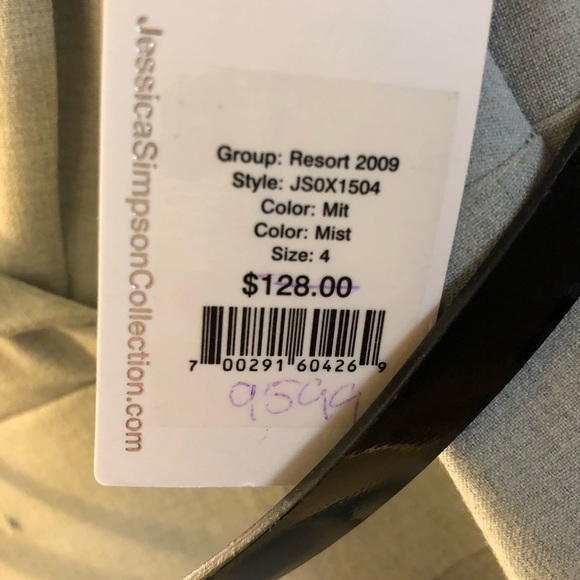 JessicaSimpsonCollection.com
Group: Resort 2009
Style: JS0X1504
Color: Mit
Color: Mist
Size: 4
$128.00
7 00291 60426 9
9599